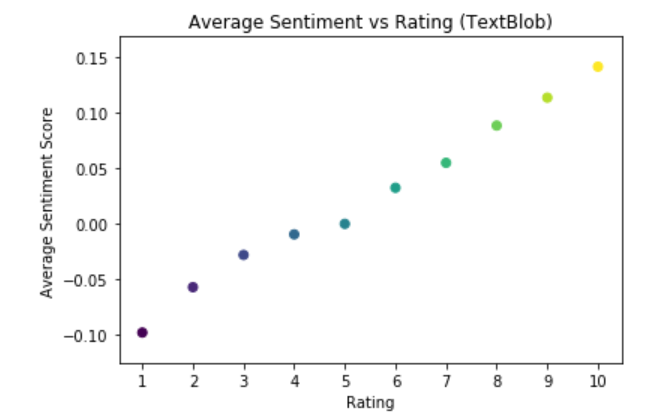 Average Sentiment vs Rating (TextBlob)
Average Sentiment Score
0.15
0.10
0.05
0.00
−0.05
−0.10
1 2 3 4 5 6 7 8 9 10
Rating